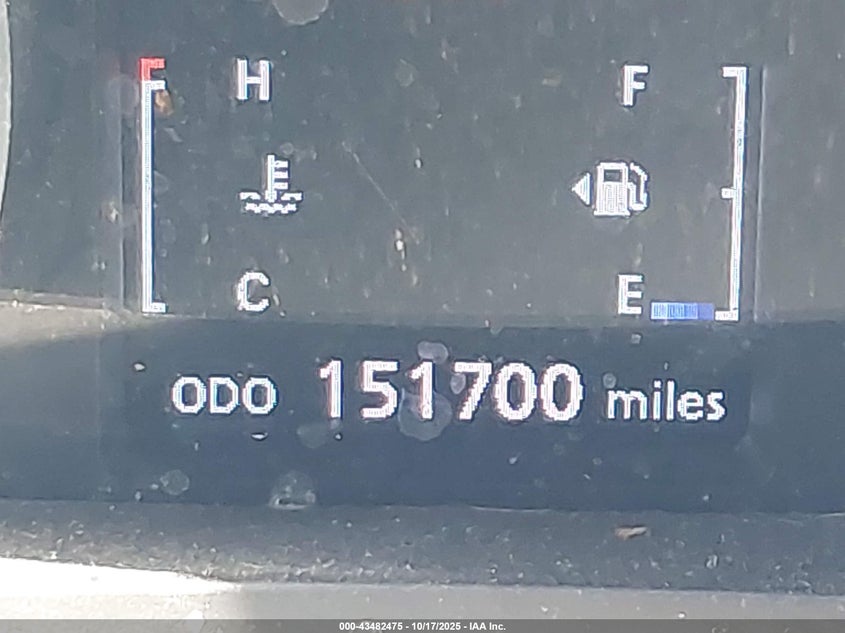 H F
C E
ODO 151700 miles
000-43482475 - 10/17/2025 - IAA Inc.